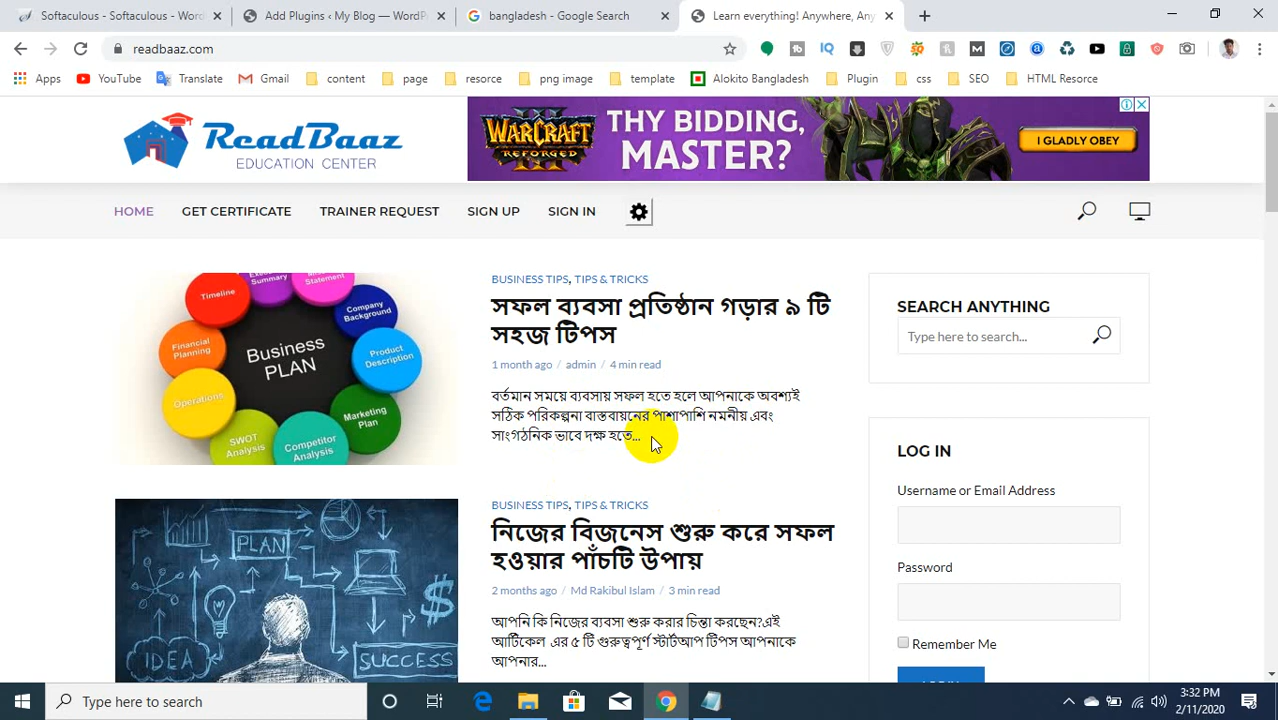 Softaculous - Softaculous - Wor
Add Plugins ‹ My Blog — WordP
bangladesh - Google Search
Learn everything! Anywhere, Any
readbaaz.com
Apps
YouTube
Translate
Gmail
content
page
resorce
png image
template
Alokito Bangladesh
Plugin
css
SEO
HTML Resorce
ReadBaaz
EDUCATION CENTER
WARCRAFT
III
REFORGED
THY BIDDING,
MASTER?
I GLADLY OBEY
HOME
GET CERTIFICATE
TRAINER REQUEST
SIGN UP
SIGN IN
Summary
Timeline
Company
Background
Financial
Planning
Business
PLAN
Product
Description
Operations
Marketing
Plan
SWOT
Analysis
Competitor
Analysis
BUSINESS TIPS, TIPS & TRICKS
সফল ব্যবসা প্রতিষ্ঠান গড়ার ৯ টি
সহজ টিপস
1 month ago / admin / 4 min read
বর্তমান সময়ে ব্যবসায় সফল হতে হলে আপনাকে অবশ্যই
সঠিক পরিকল্পনা বাস্তবায়নের পাশাপাশি নমনীয় এবং
সাংগঠনিক ভাবে দক্ষ হতে...
SEARCH ANYTHING
Type here to search...
LOG IN
Username or Email Address
Password
Remember Me
PLAN
IDEA
SUCCESS
BUSINESS TIPS, TIPS & TRICKS
নিজের বিজনেস শুরু করে সফল
হওয়ার পাঁচটি উপায়
2 months ago / Md Rakibul Islam / 3 min read
আপনি কি নিজের ব্যবসা শুরু করার চিন্তা করছেন?এই
আর্টিকেল এর ৫ টি গুরুত্বপূর্ণ স্টার্টআপ টিপস আপনাকে
আপনার...
Type here to search
3:32 PM
2/11/2020